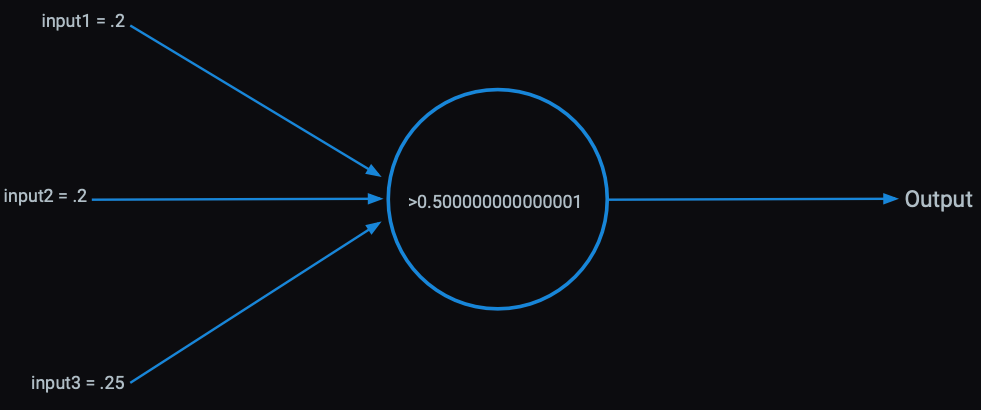 input1 = .2
input2 = .2
>0.500000000000001
Output
input3 = .25